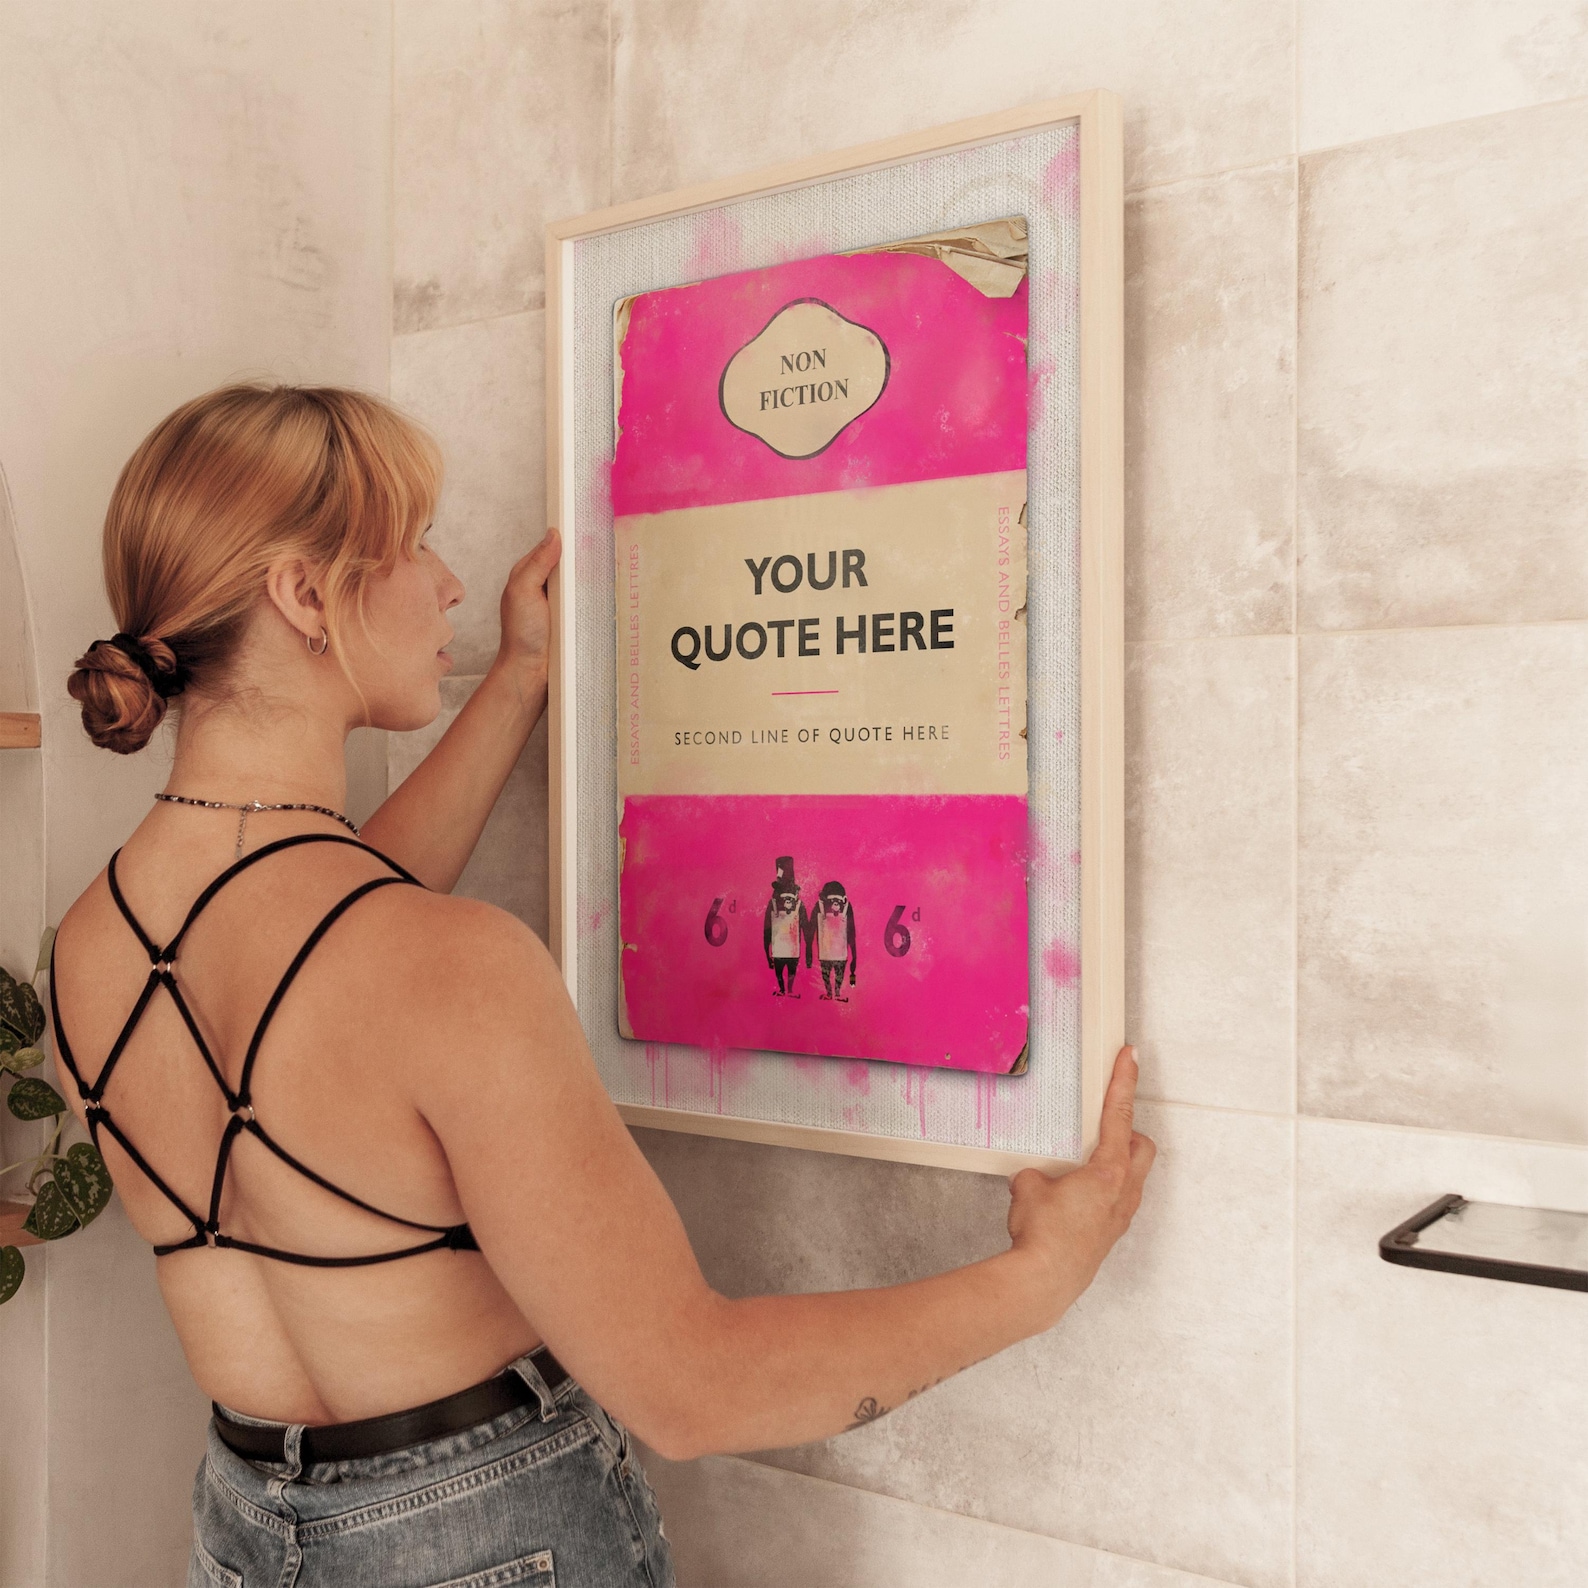 NON
FICTION
YOUR
QUOTE HERE
SECOND LINE OF QUOTE HERE
ESSAYS AND BELLES LETTRES
ESSAYS AND BELLES LETTRES
6d
6d